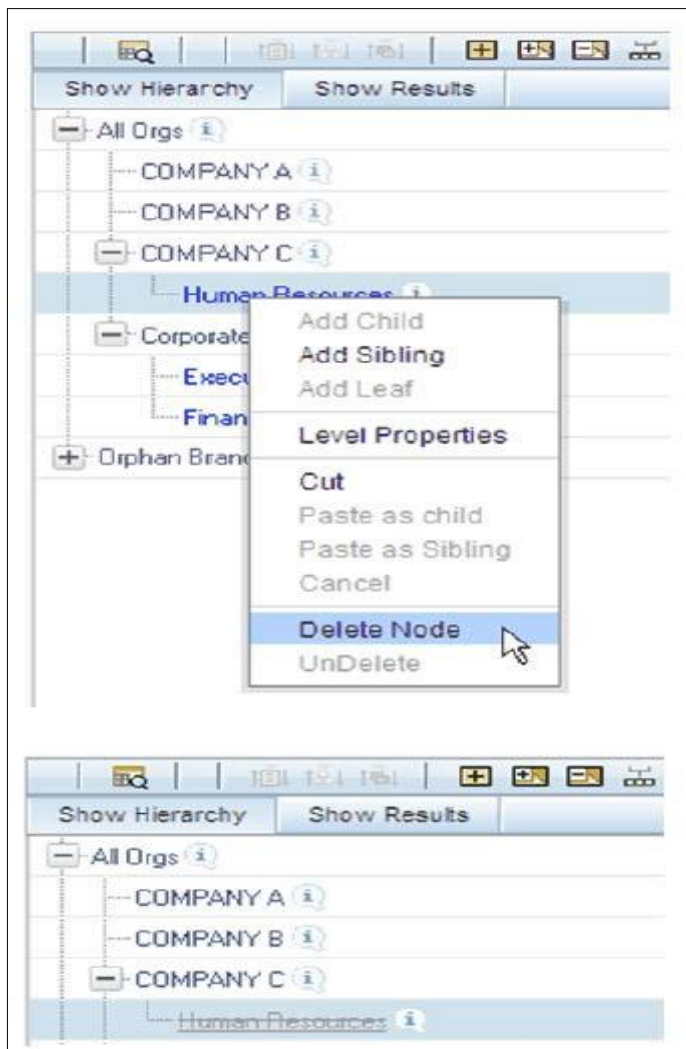 Show Hierarchy Show Results
All Orgs
COMPANY A
COMPANY B
COMPANY C
Human Resources
Add Child
Corporate
Add Sibling
Execu
Add Leaf
Finan
Level Properties
Orphan Branc
Cut
Paste as child
Paste as Sibling
Cancel
Delete Node
UnDelete
Show Hierarchy Show Results
All Orgs
COMPANY A
COMPANY B
COMPANY C
Human Resources